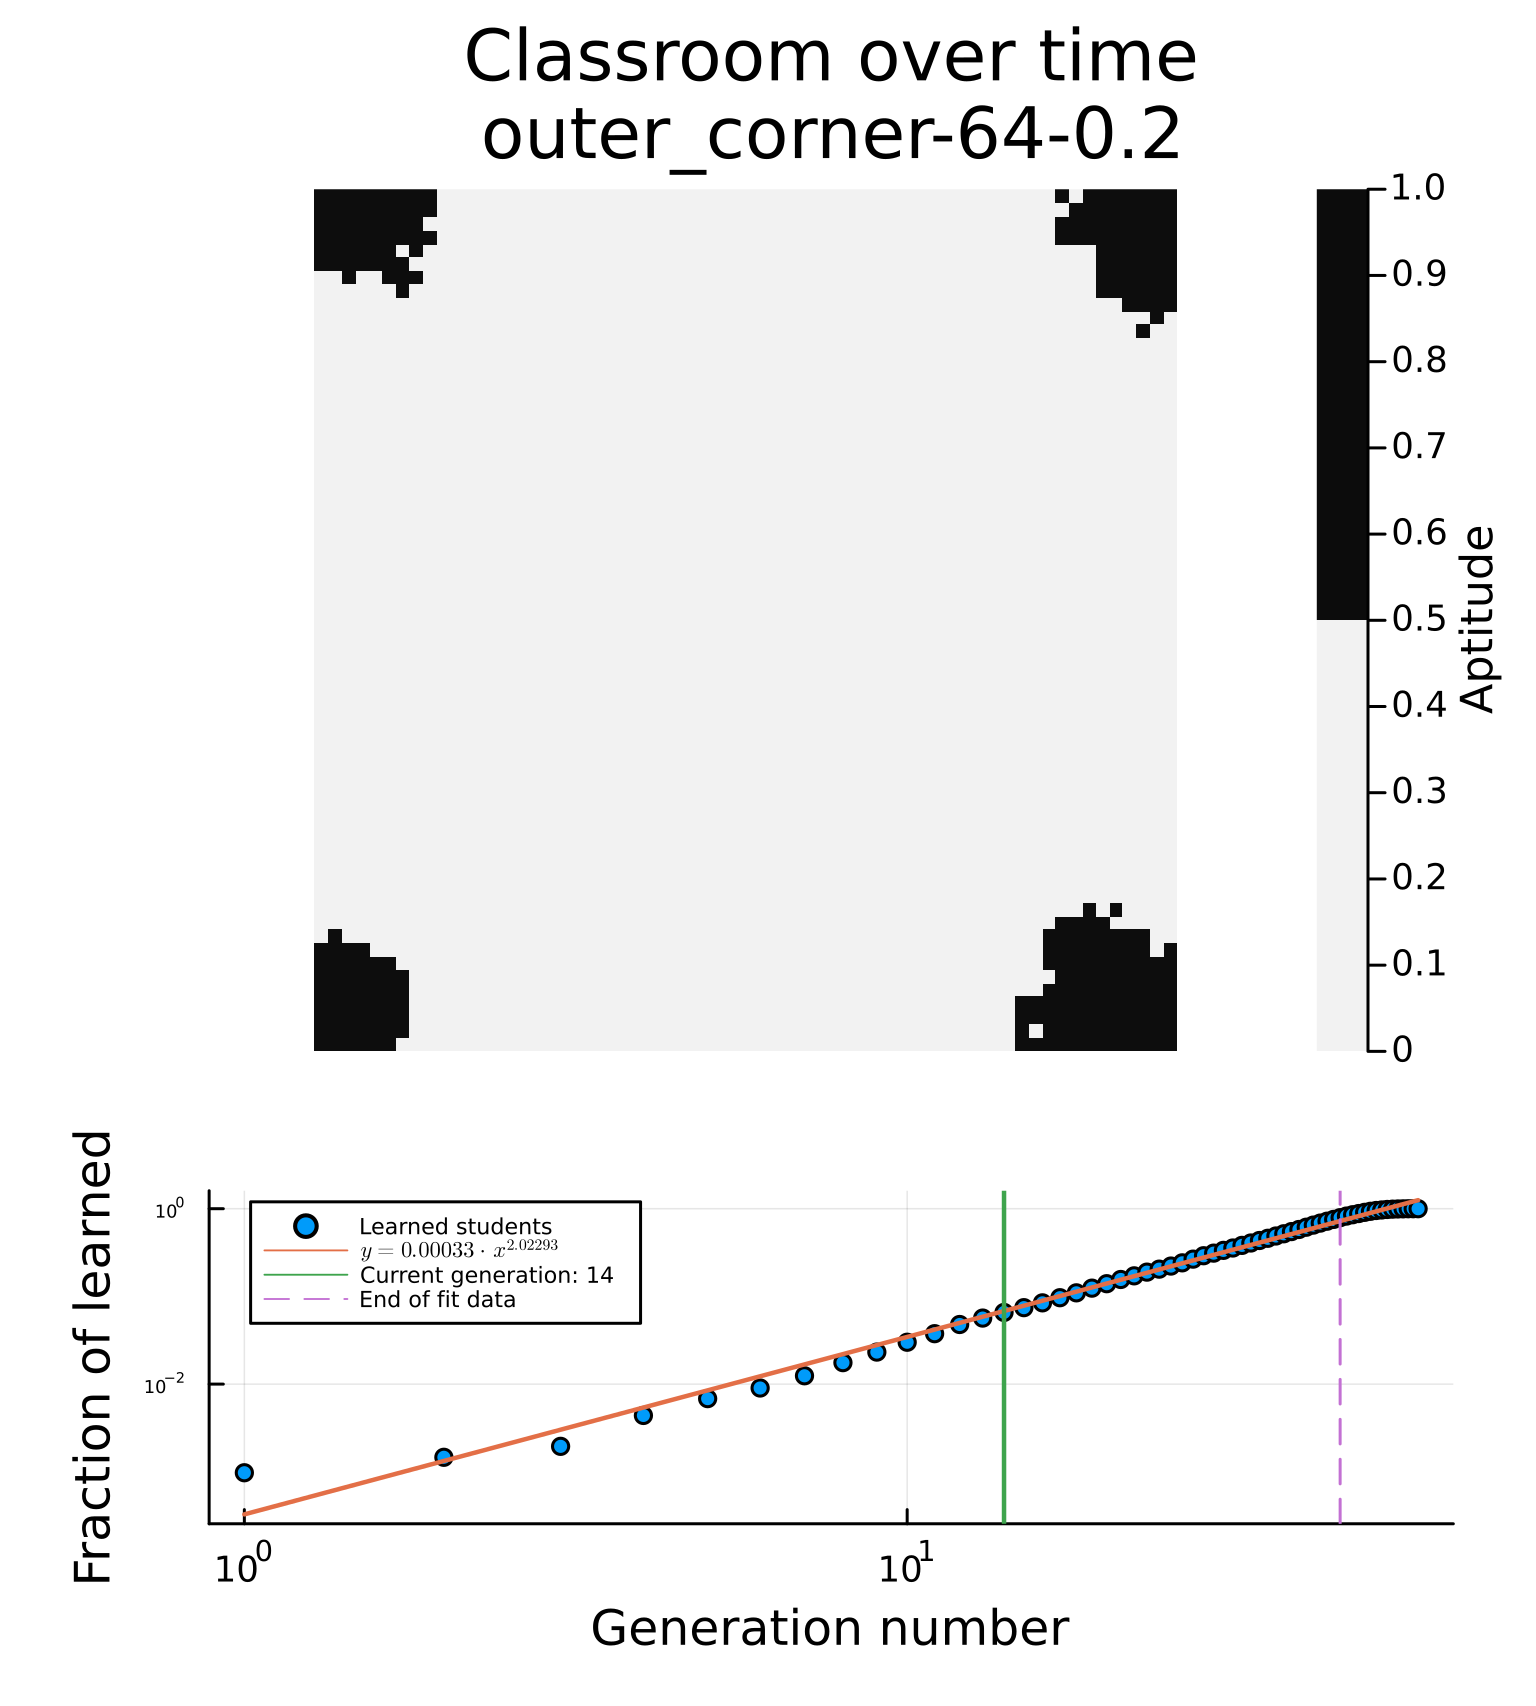 Classroom over time
outer_corner-64-0.2
1.0
0.9
0.8
0.7
0.6
0.5
0.4
0.3
0.2
0.1
0
Aptitude
Fraction of learned
10⁰
10⁻²
Learned students
y = 0.00033 · x^2.02293
Current generation: 14
End of fit data
10⁰
10¹
Generation number